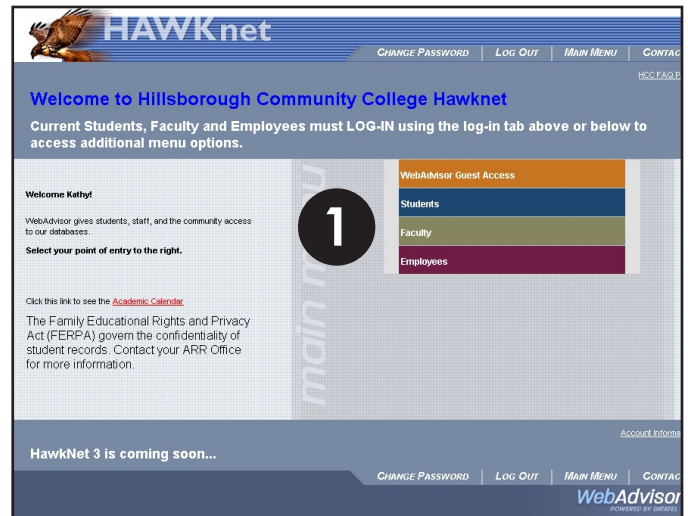 HAWKnet
CHANGE PASSWORD | LOG OUT | MAIN MENU |
HCC FAQ
Welcome to Hillsborough Community College Hawknet
Current Students, Faculty and Employees must LOG-IN using the log-in tab above or below to
access additional menu options.
Welcome Kathy!
WebAdvisor gives students, staff, and the community access
to our databases.
Select your point of entry to the right.
Click this link to see the Academic Calendar
The Family Educational Rights and Privacy
Act (FERPA) govern the confidentiality of
student records. Contact your ARR Office
for more information.
main menu
1
WebAdvisor Guest Access
Students
Faculty
Employees
Account
HawkNet 3 is coming soon...
CHANGE PASSWORD | LOG OUT | MAIN MENU |
WebAdvisor
POWERED BY DATATEL